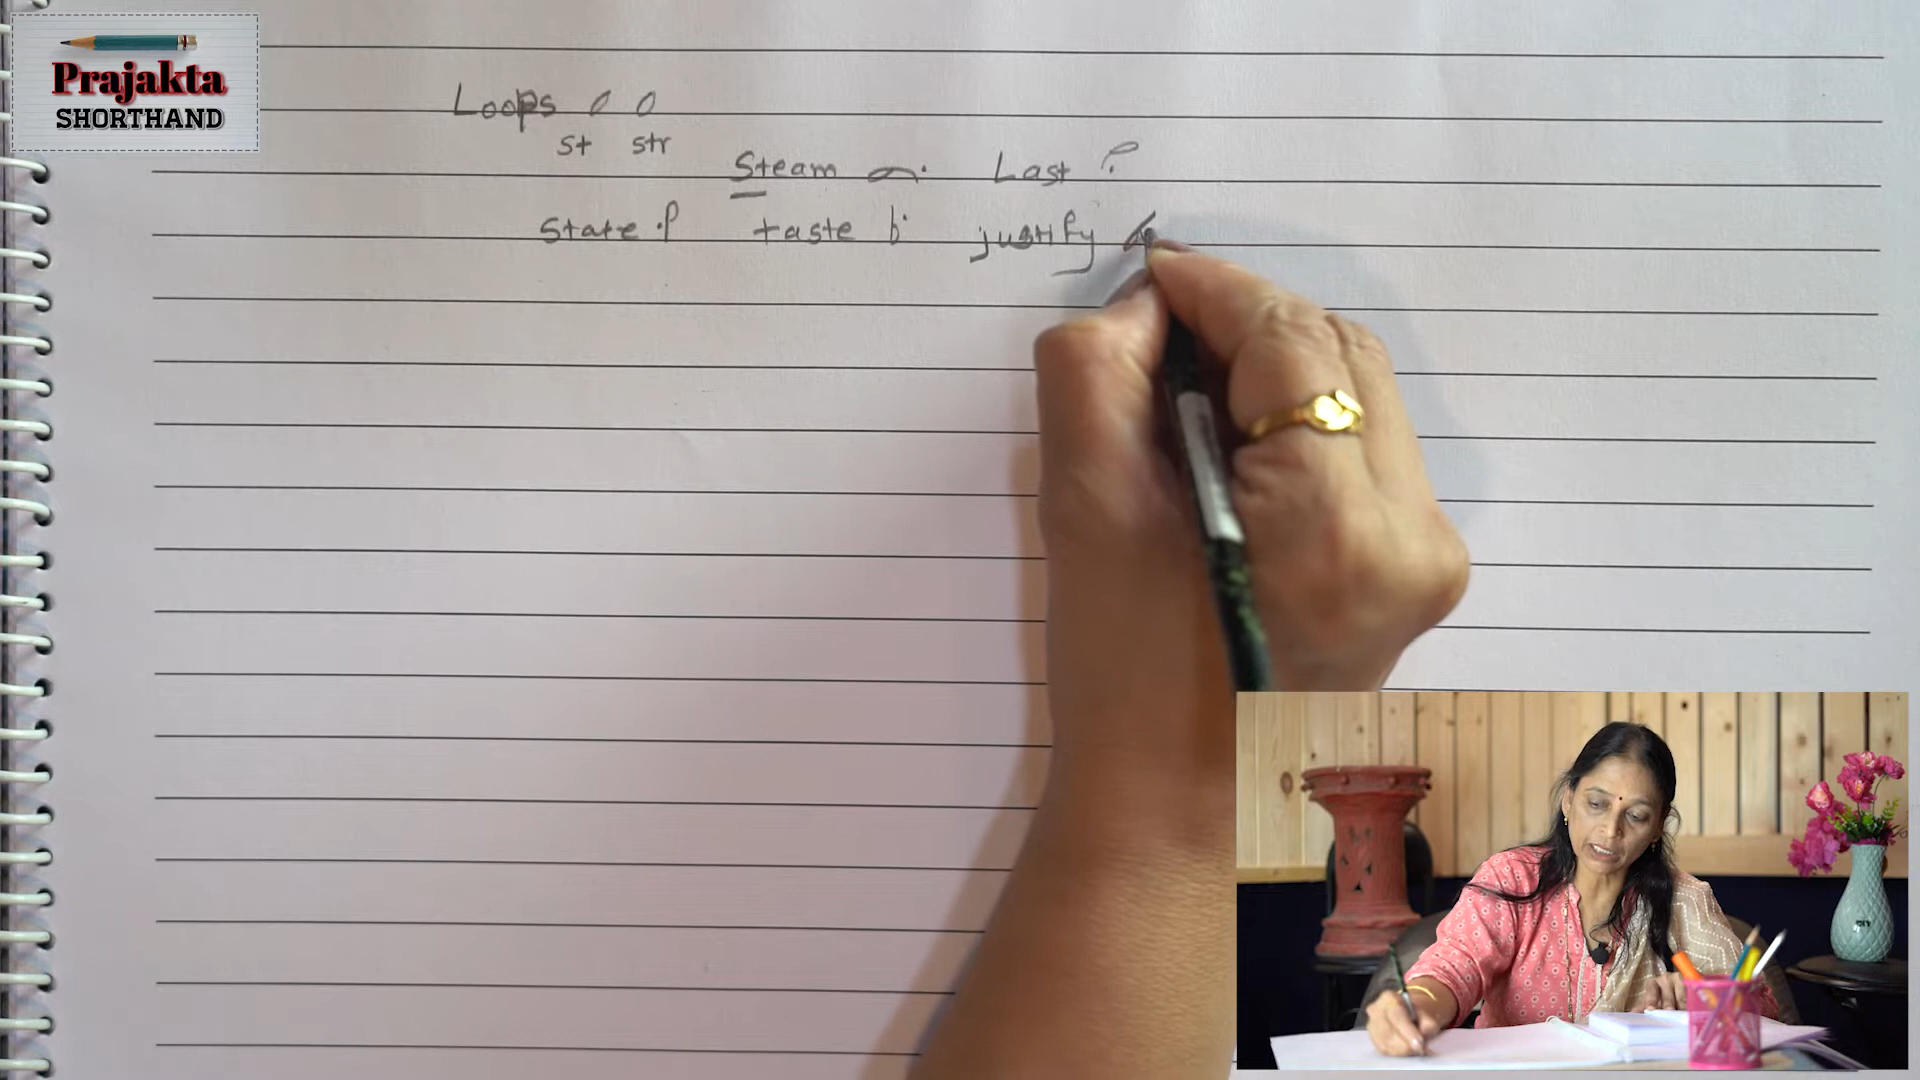 Prajakta
SHORTHAND
Loops
st str
Steam Last
State taste justify